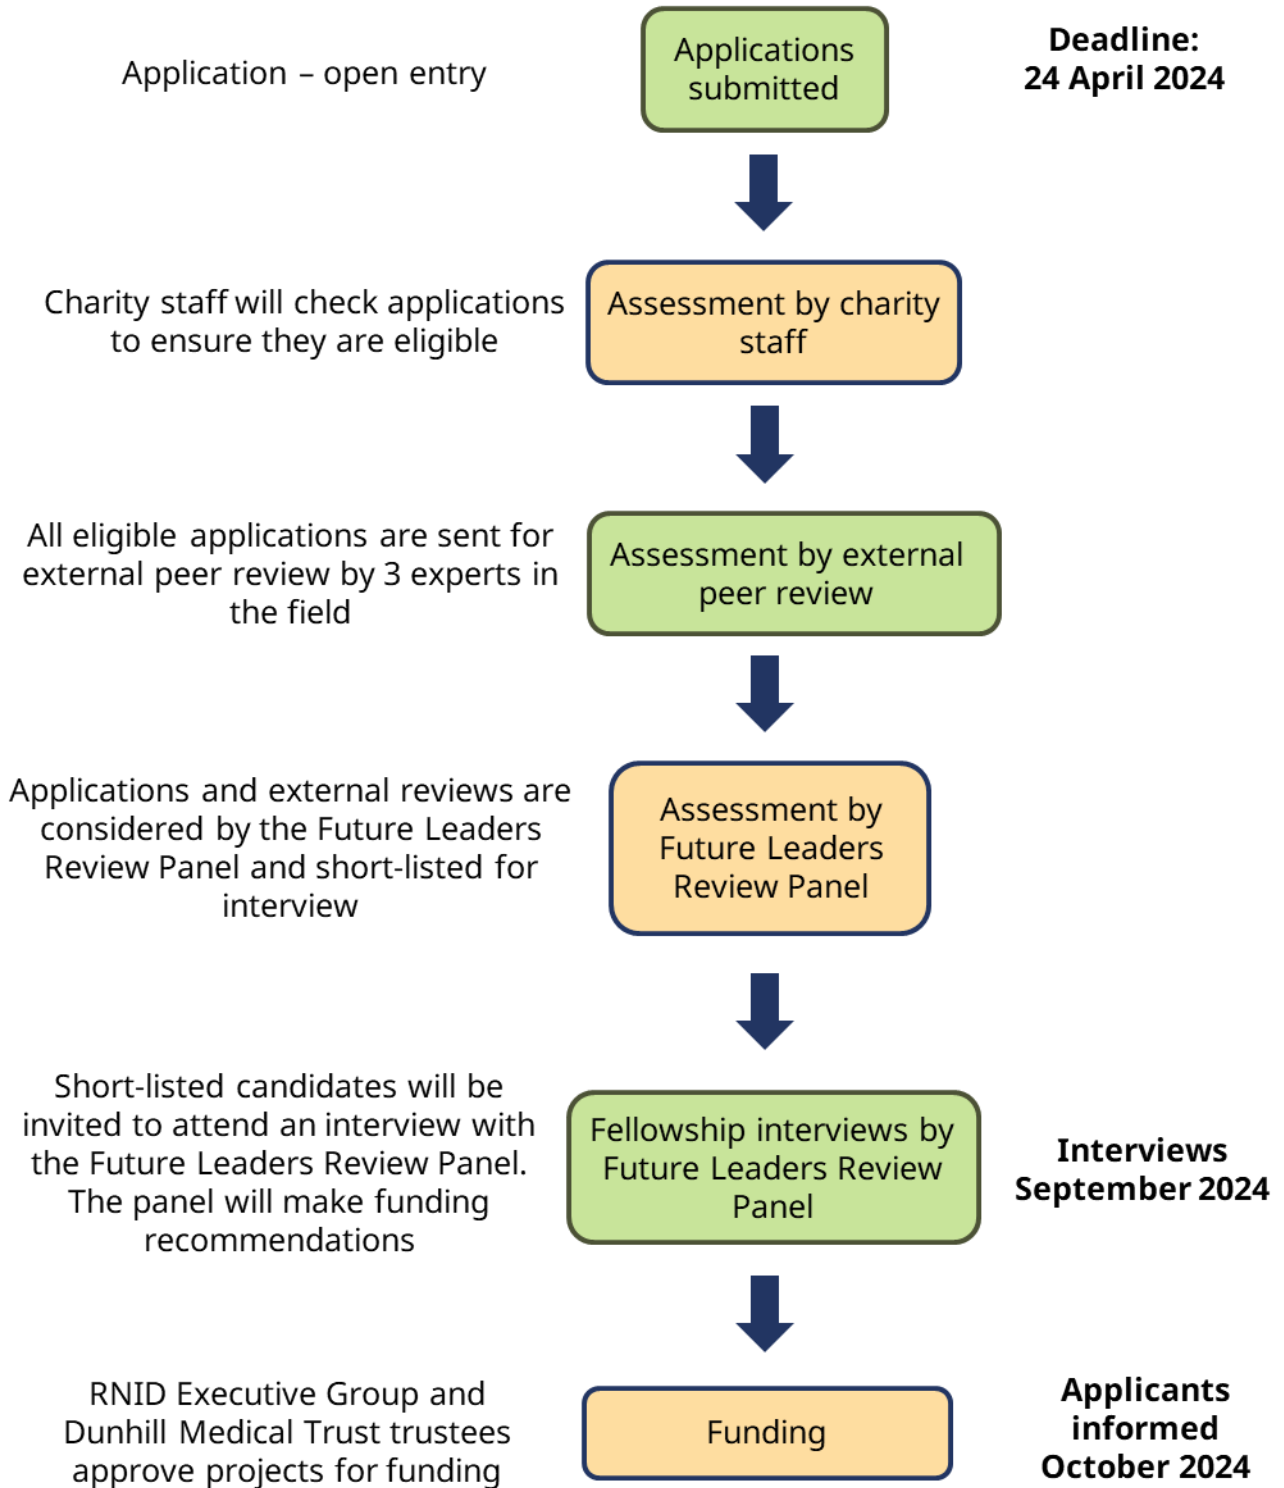 Application – open entry
Applications
submitted
Deadline:
24 April 2024
Charity staff will check applications
to ensure they are eligible
Assessment by charity
staff
All eligible applications are sent for
external peer review by 3 experts in
the field
Assessment by external
peer review
Applications and external reviews are
considered by the Future Leaders
Review Panel and short-listed for
interview
Assessment by
Future Leaders
Review Panel
Short-listed candidates will be
invited to attend an interview with
the Future Leaders Review Panel.
The panel will make funding
recommendations
Fellowship interviews by
Future Leaders Review
Panel
Interviews
September 2024
RNID Executive Group and
Dunhill Medical Trust trustees
approve projects for funding
Funding
Applicants
informed
October 2024